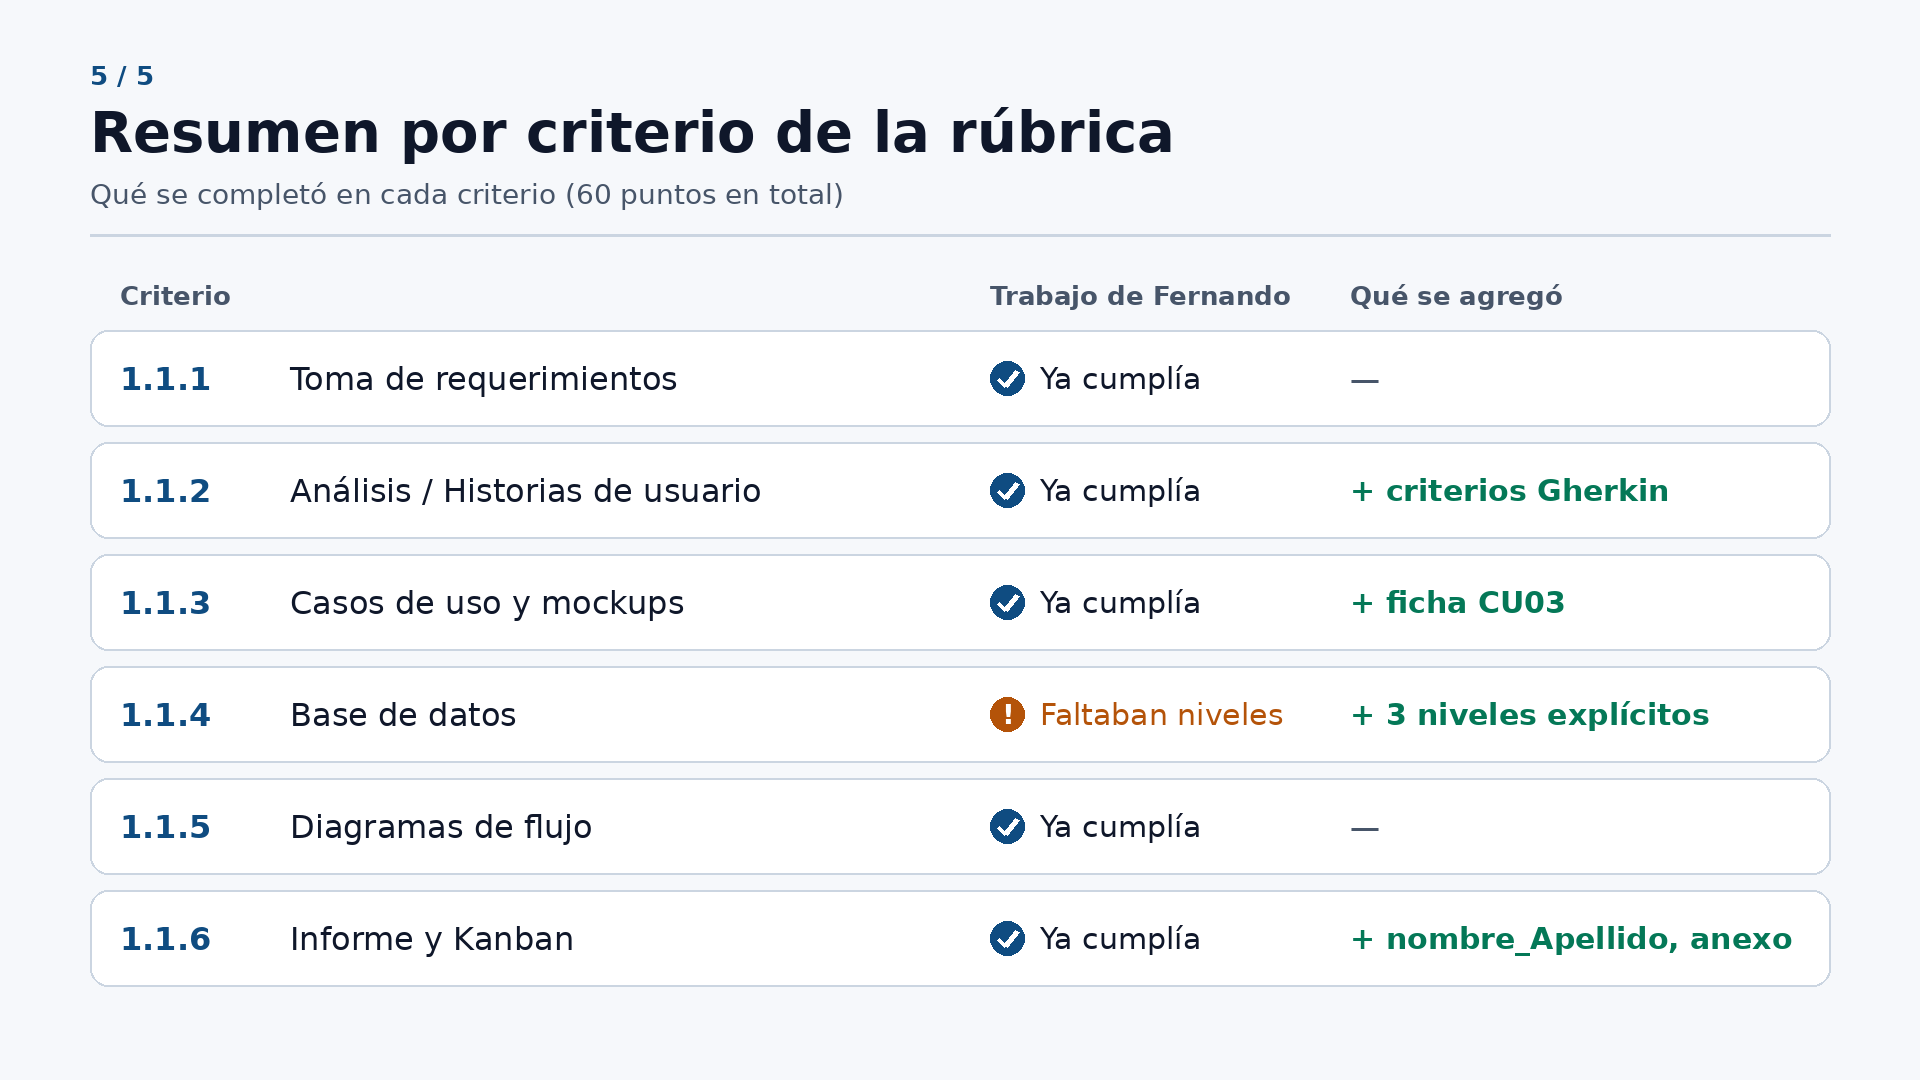 5 / 5
Resumen por criterio de la rúbrica
Qué se completó en cada criterio (60 puntos en total)
Criterio Trabajo de Fernando Qué se agregó
1.1.1 Toma de requerimientos Ya cumplía —
1.1.2 Análisis / Historias de usuario Ya cumplía + criterios Gherkin
1.1.3 Casos de uso y mockups Ya cumplía + ficha CU03
1.1.4 Base de datos ! Faltaban niveles + 3 niveles explícitos
1.1.5 Diagramas de flujo Ya cumplía —
1.1.6 Informe y Kanban Ya cumplía + nombre_Apellido, anexo